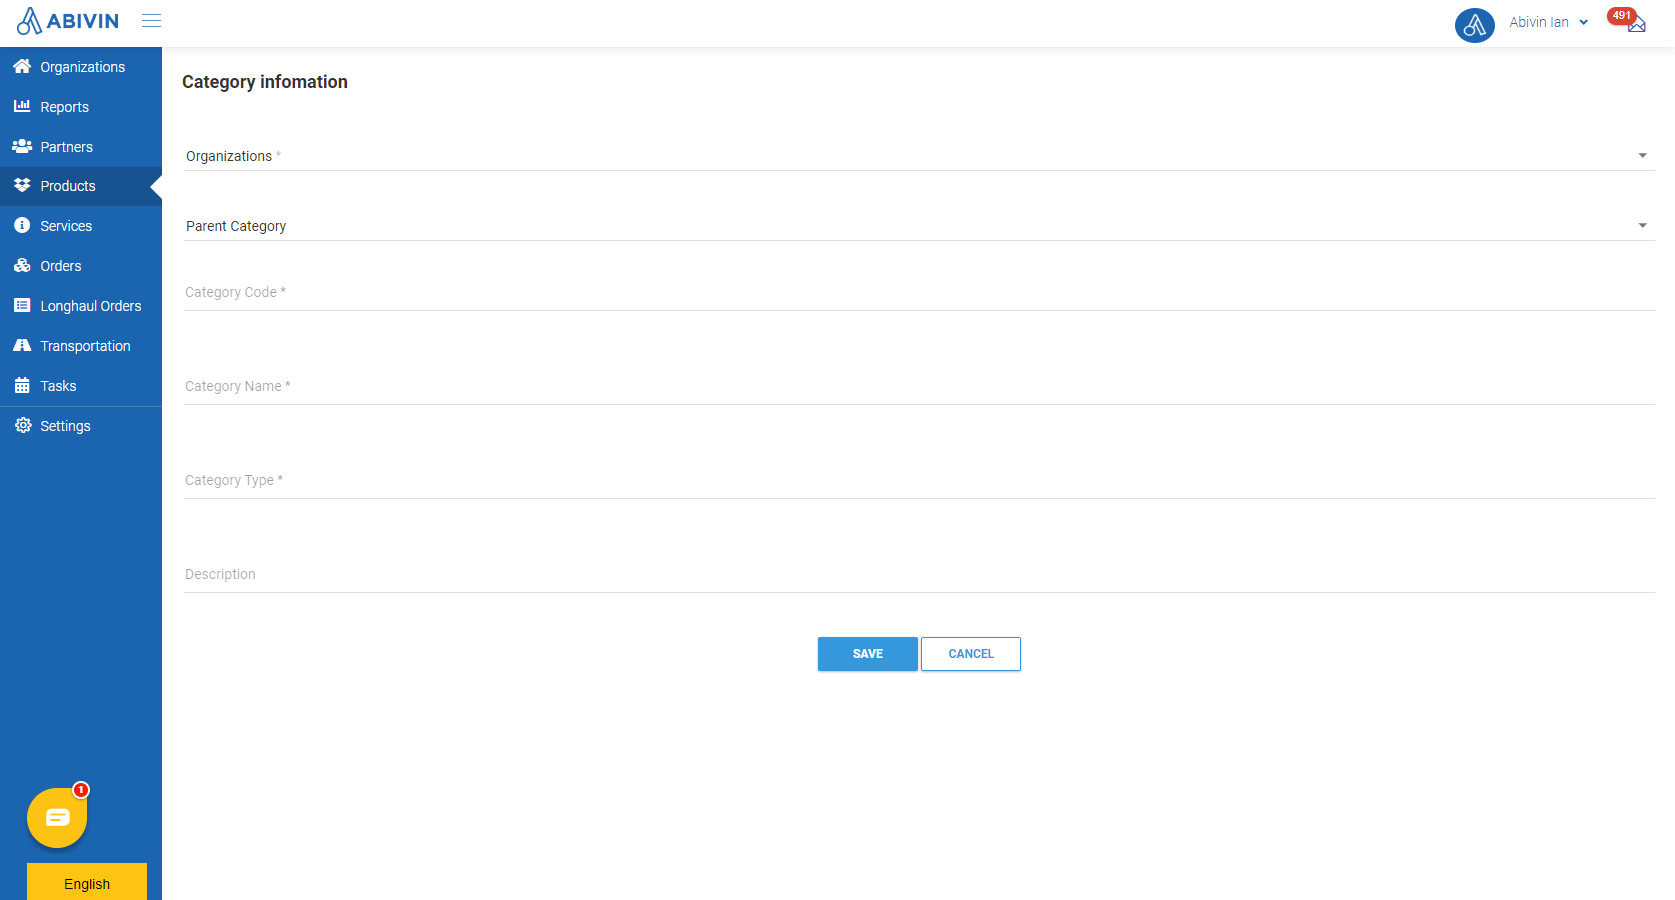 ABIVIN
Abivin Ian
491
Organizations
Reports
Partners
Products
Services
Orders
Longhaul Orders
Transportation
Tasks
Settings
Category infomation
Organizations *
Parent Category
Category Code *
Category Name *
Category Type *
Description
SAVE
CANCEL
1
English